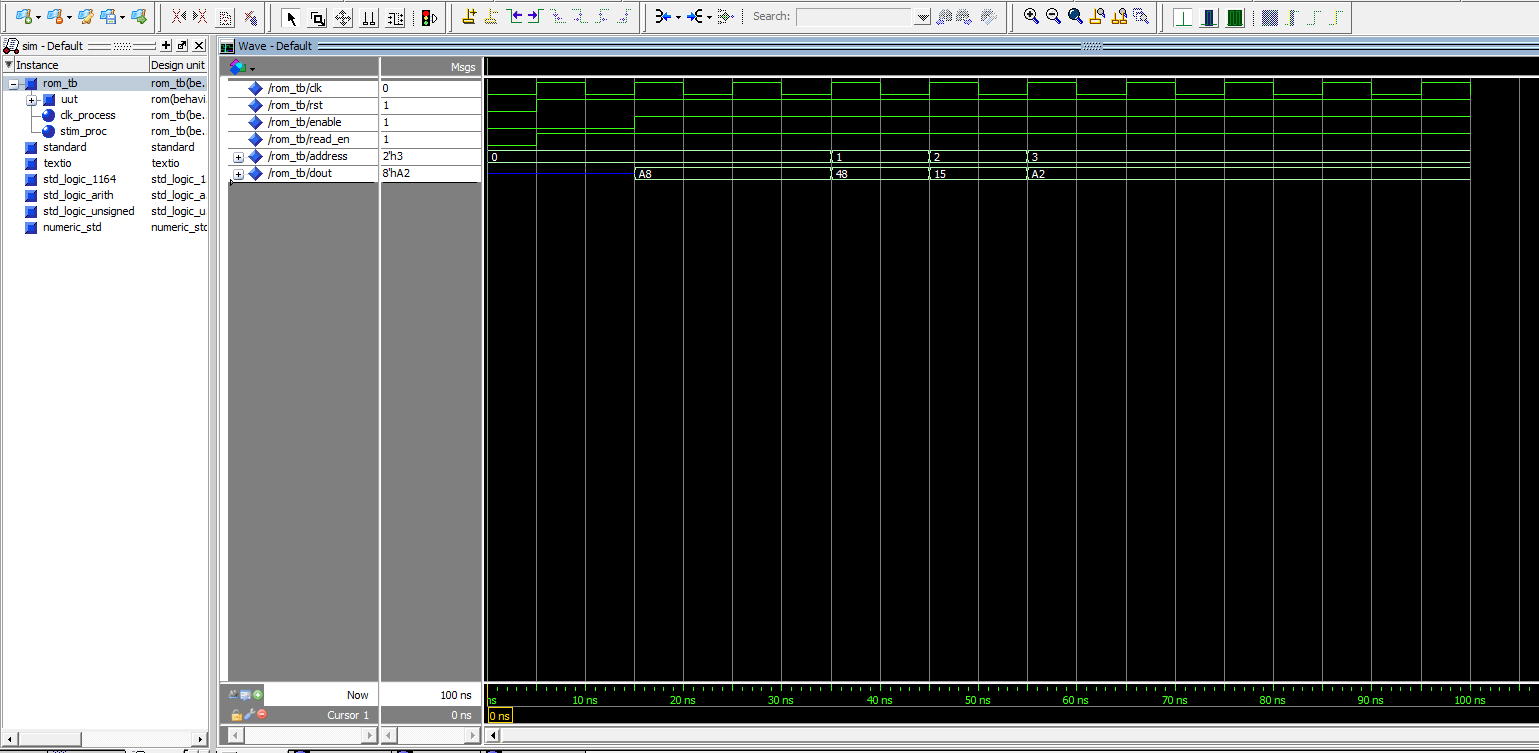 Search:
sim - Default
Wave - Default
Instance Design unit
Msgs
rom_tb rom_tb(be...
uut rom(behavi...
clk_process rom_tb(be...
stim_proc rom_tb(be...
standard standard
textio textio
std_logic_1164 std_logic_1...
std_logic_arith std_logic_a...
std_logic_unsigned std_logic_u...
numeric_std numeric_std
/rom_tb/clk 0
/rom_tb/rst 1
/rom_tb/enable 1
/rom_tb/read_en 1
/rom_tb/address 2'h3 0 1 2 3
/rom_tb/dout 8'hA2 A8 48 15 A2
Now 100 ns
ns 10 ns 20 ns 30 ns 40 ns 50 ns 60 ns 70 ns 80 ns 90 ns 100 ns
Cursor 1 0 ns 0 ns